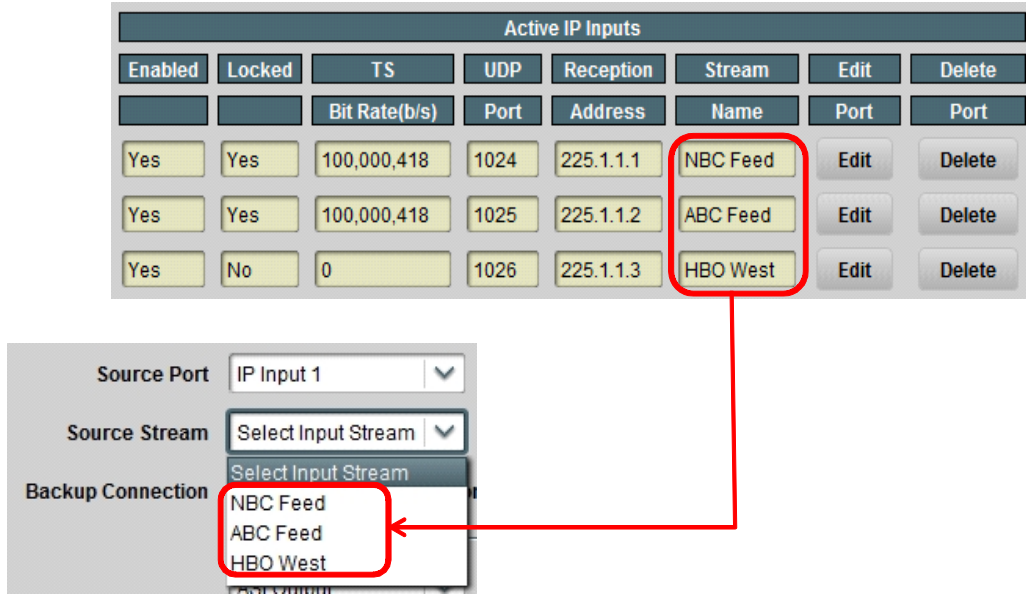 Active IP Inputs
Enabled Locked TS UDP Reception Stream Edit Delete
Bit Rate(b/s) Port Address Name Port Port
Yes Yes 100,000,418 1024 225.1.1.1 NBC Feed Edit Delete
Yes Yes 100,000,418 1025 225.1.1.2 ABC Feed Edit Delete
Yes No 0 1026 225.1.1.3 HBO West Edit Delete
Source Port IP Input 1
Source Stream Select Input Stream
Select Input Stream
Backup Connection
NBC Feed
ABC Feed
HBO West
ASI Output